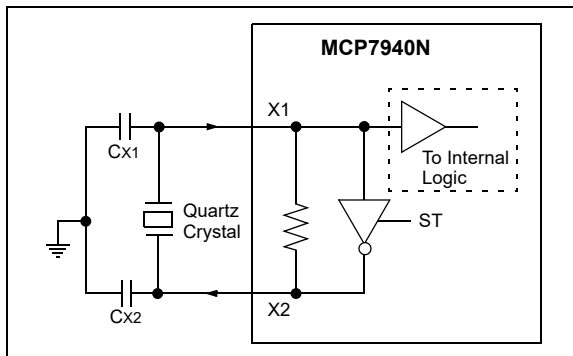 MCP7940N
X1
CX1
To Internal
Logic
Quartz
Crystal
ST
X2
CX2